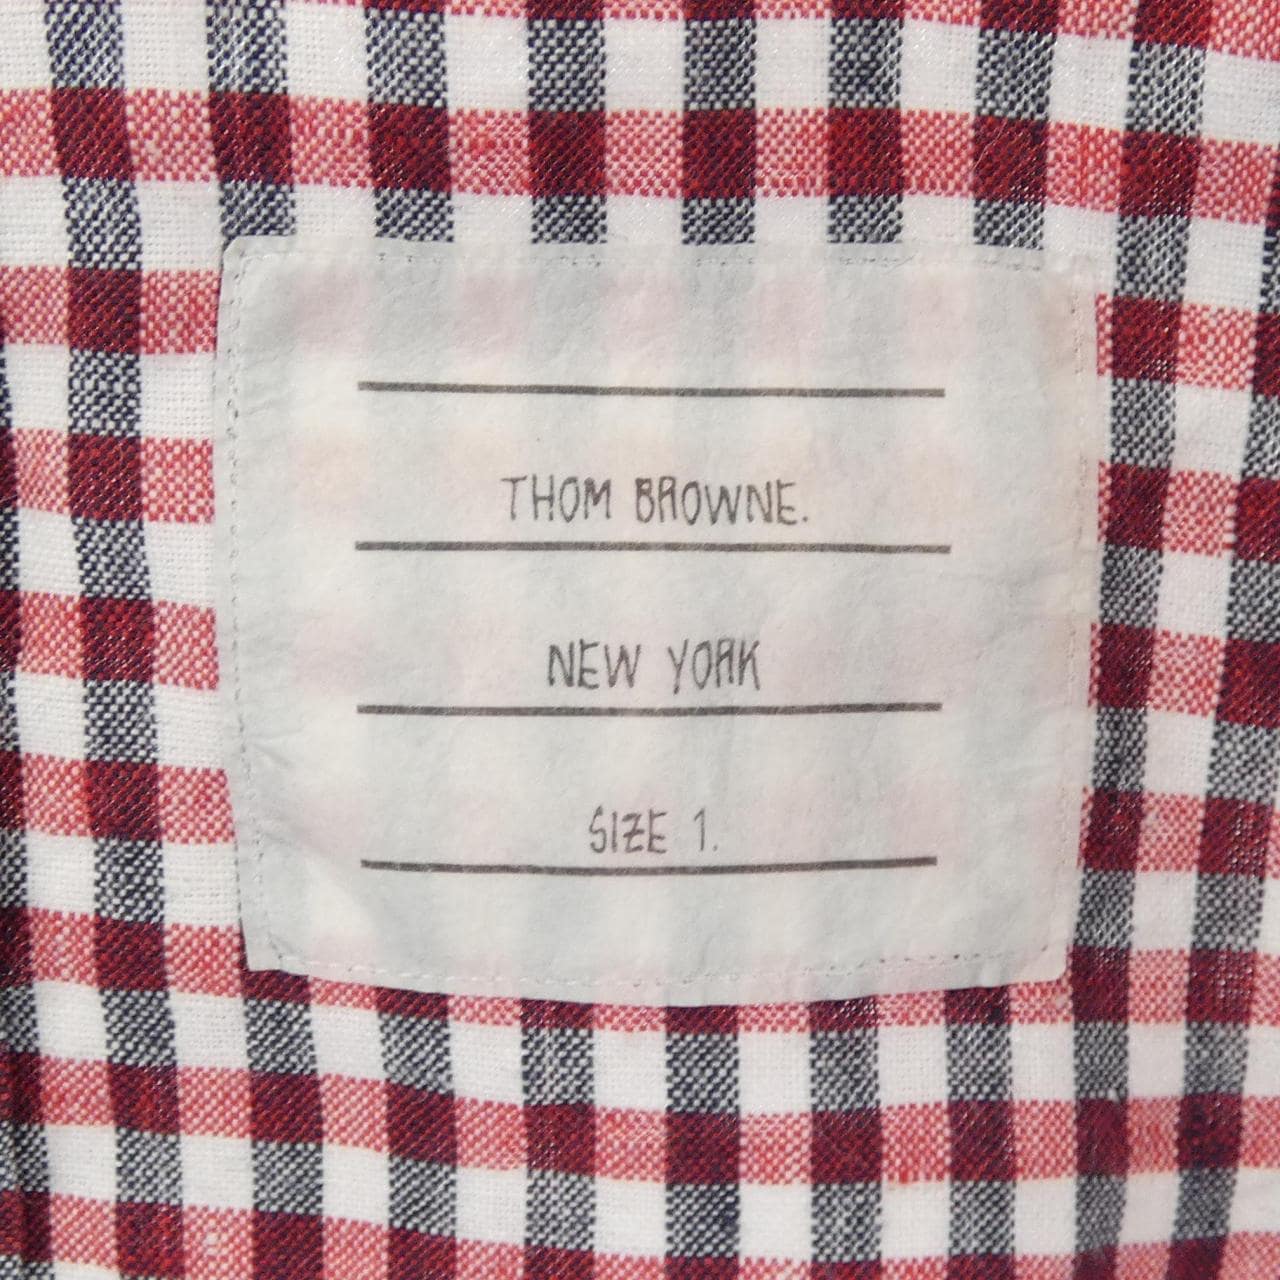 THOM BROWNE.
NEW YORK
SIZE 1.